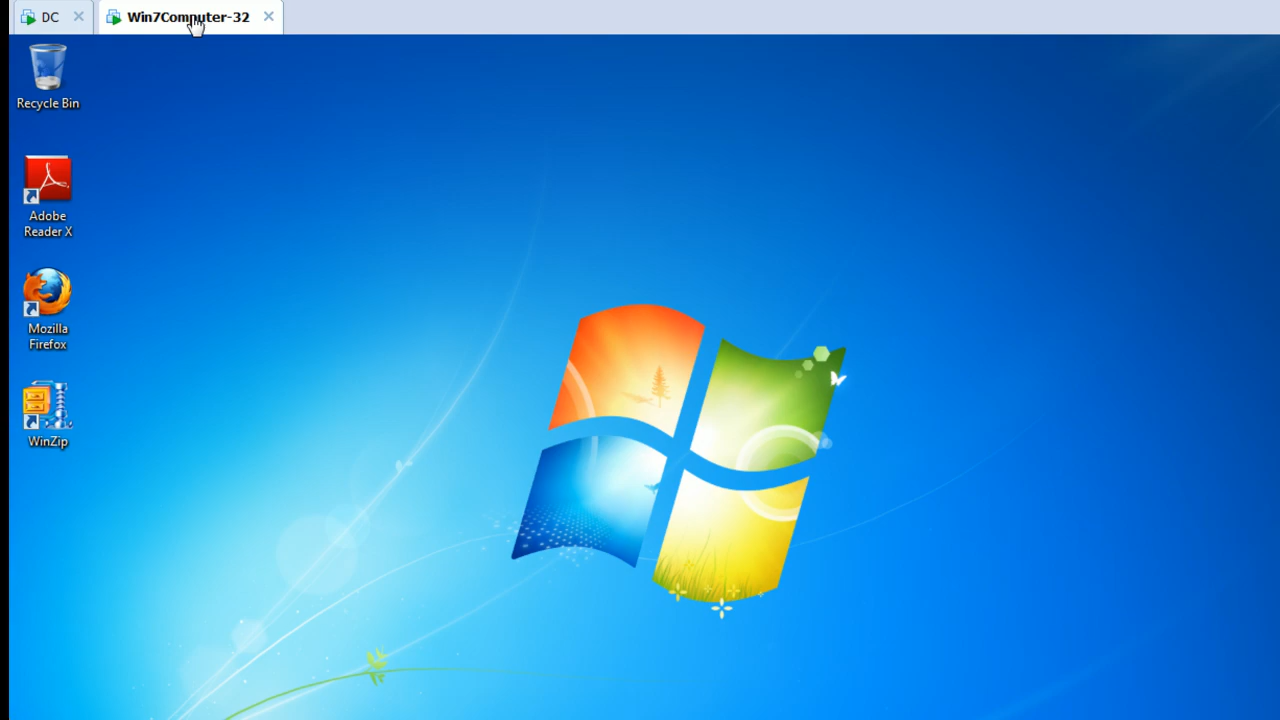 DC
Win7Computer-32
Recycle Bin
Adobe
Reader X
Mozilla
Firefox
WinZip